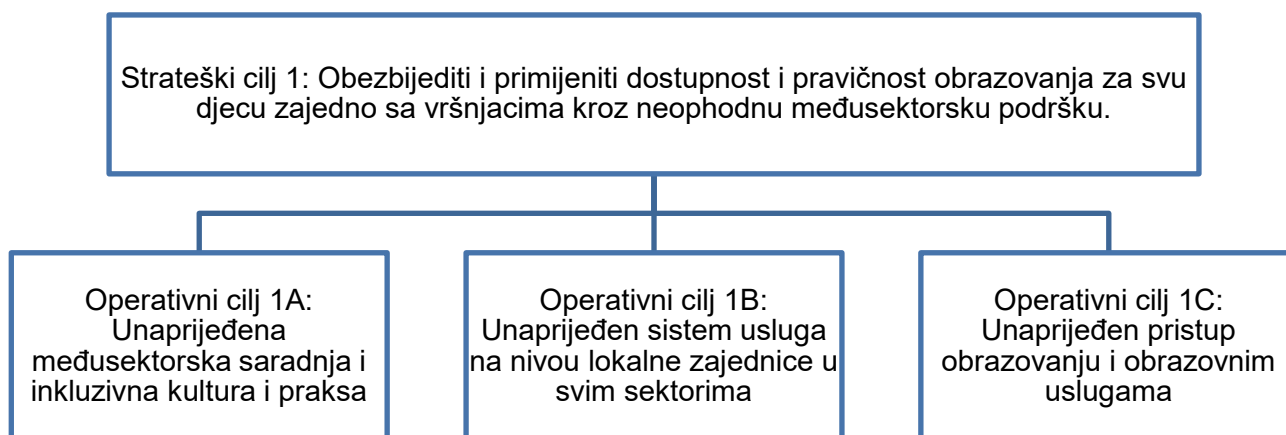 Strateški cilj 1: Obezbijediti i primijeniti dostupnost i pravičnost obrazovanja za svu
djecu zajedno sa vršnjacima kroz neophodnu međusektorsku podršku.
Operativni cilj 1A:
Unaprijeđena
međusektorska saradnja i
inkluzivna kultura i praksa
Operativni cilj 1B:
Unaprijeđen sistem usluga
na nivou lokalne zajednice u
svim sektorima
Operativni cilj 1C:
Unaprijeđen pristup
obrazovanju i obrazovnim
uslugama